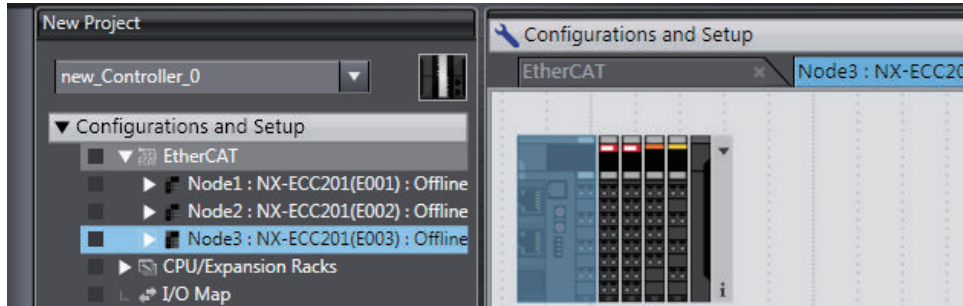 New Project
new_Controller_0
Configurations and Setup
EtherCAT
Node1 : NX-ECC201(E001) : Offline
Node2 : NX-ECC201(E002) : Offline
Node3 : NX-ECC201(E003) : Offline
CPU/Expansion Racks
I/O Map
Configurations and Setup
EtherCAT
Node3 : NX-ECC20
i